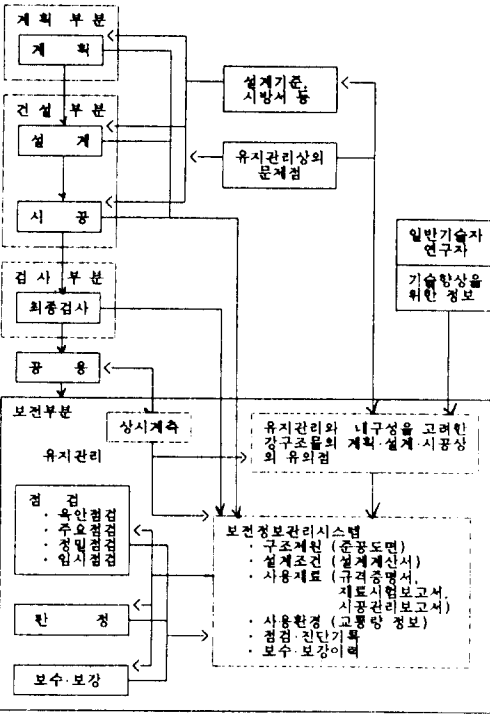 계획 부분
계 획
건설 부분
설 계
시 공
검사 부분
최종검사
공 용
설계기준,
시방서 등
유지관리상의
문제점
일반기술자
연구자
기술향상을
위한 정보
보전부분
유지관리
상시계측
유지관리와 내구성을 고려한
강구조물의 계획·설계·시공상
의 유의점
점 검
· 육안점검
· 주요점검
· 정밀점검
· 임시점검
판 정
보수·보강
보전정보관리시스템
· 구조제원 (준공도면)
· 설계조건 (설계계산서)
· 사용재료 (규격증명서,
재료시험보고서,
시공관리보고서)
· 사용환경 (교통량 정보)
· 점검·진단기록
· 보수·보강이력